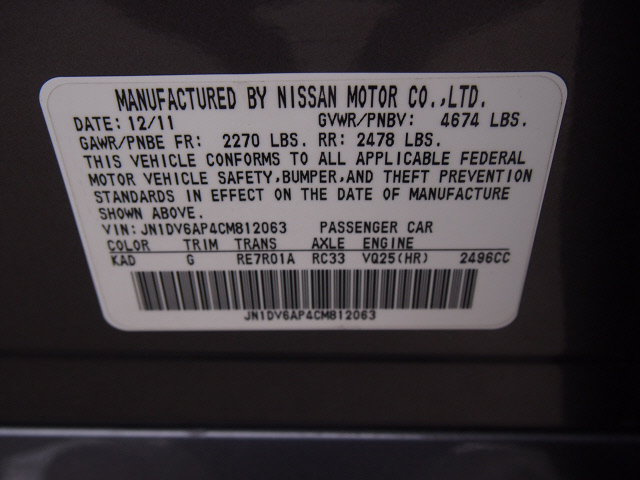 MANUFACTURED BY NISSAN MOTOR CO.,LTD.
DATE: 12/11 GVWR/PNBV: 4674 LBS.
GAWR/PNBE FR: 2270 LBS. RR: 2478 LBS.
THIS VEHICLE CONFORMS TO ALL APPLICABLE FEDERAL
MOTOR VEHICLE SAFETY,BUMPER,AND THEFT PREVENTION
STANDARDS IN EFFECT ON THE DATE OF MANUFACTURE
SHOWN ABOVE.
VIN: JN1DV6AP4CM812063 PASSENGER CAR
COLOR TRIM TRANS AXLE ENGINE
KAD G RE7R01A RC33 VQ25(HR) 2496CC
JN1DV6AP4CM812063